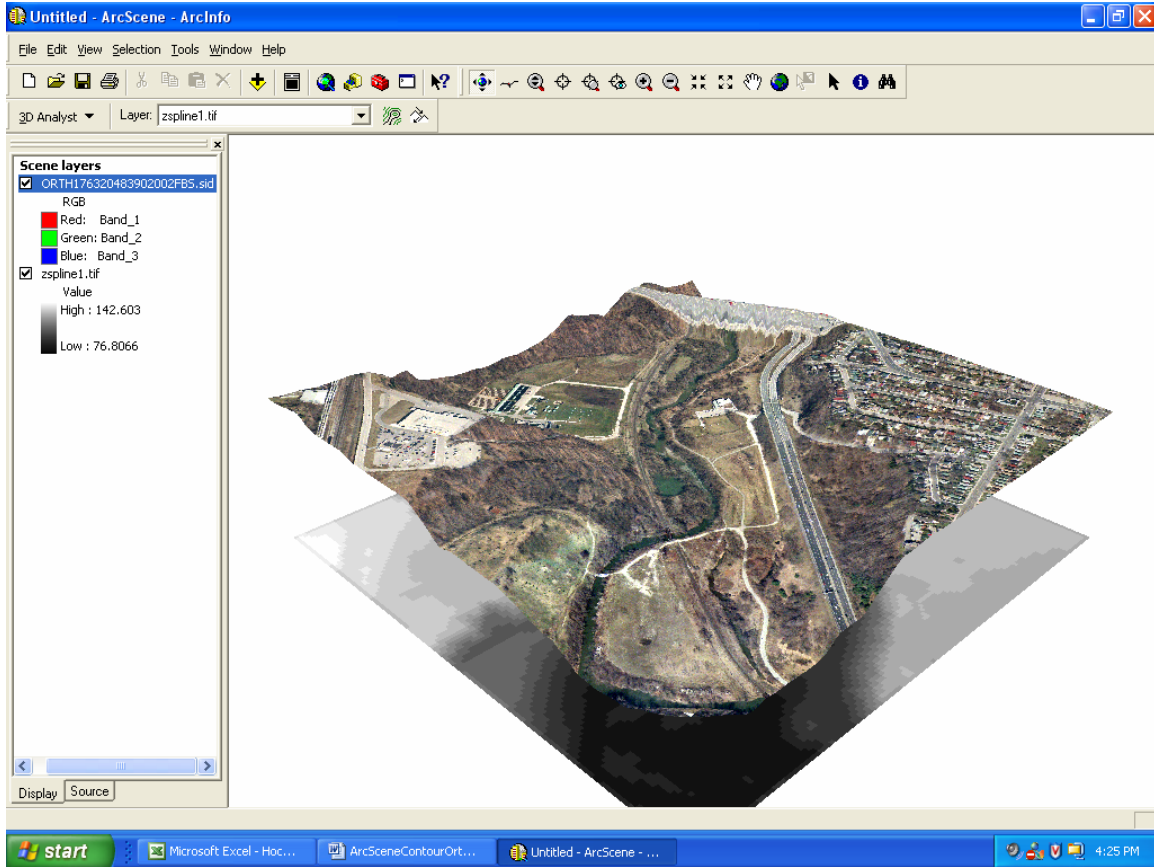 Untitled - ArcScene - ArcInfo
File Edit View Selection Tools Window Help
3D Analyst Layer: zspline1.tif
Scene layers
ORTH176320483902002FBS.sid
RGB
Red: Band_1
Green: Band_2
Blue: Band_3
zspline1.tif
Value
High : 142.603
Low : 76.8066
Display Source
start Microsoft Excel - Hoc... ArcSceneContourOrt... Untitled - ArcScene - ... 4:25 PM